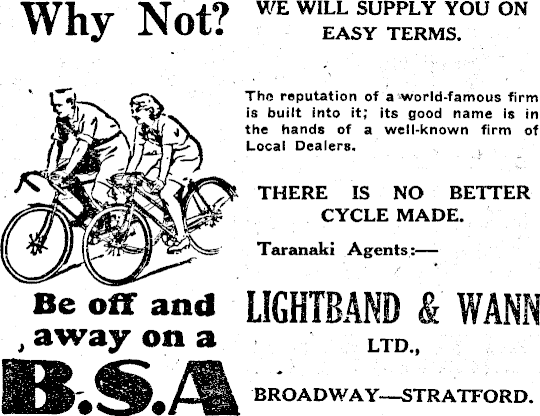 Why Not?
Be off and
away on a
B.S.A
WE WILL SUPPLY YOU ON
EASY TERMS.
The reputation of a world-famous firm
is built into it; its good name is in
the hands of a well-known firm of
Local Dealers.
THERE IS NO BETTER
CYCLE MADE.
Taranaki Agents:—
LIGHTBAND & WANN
LTD.,
BROADWAY—STRATFORD.